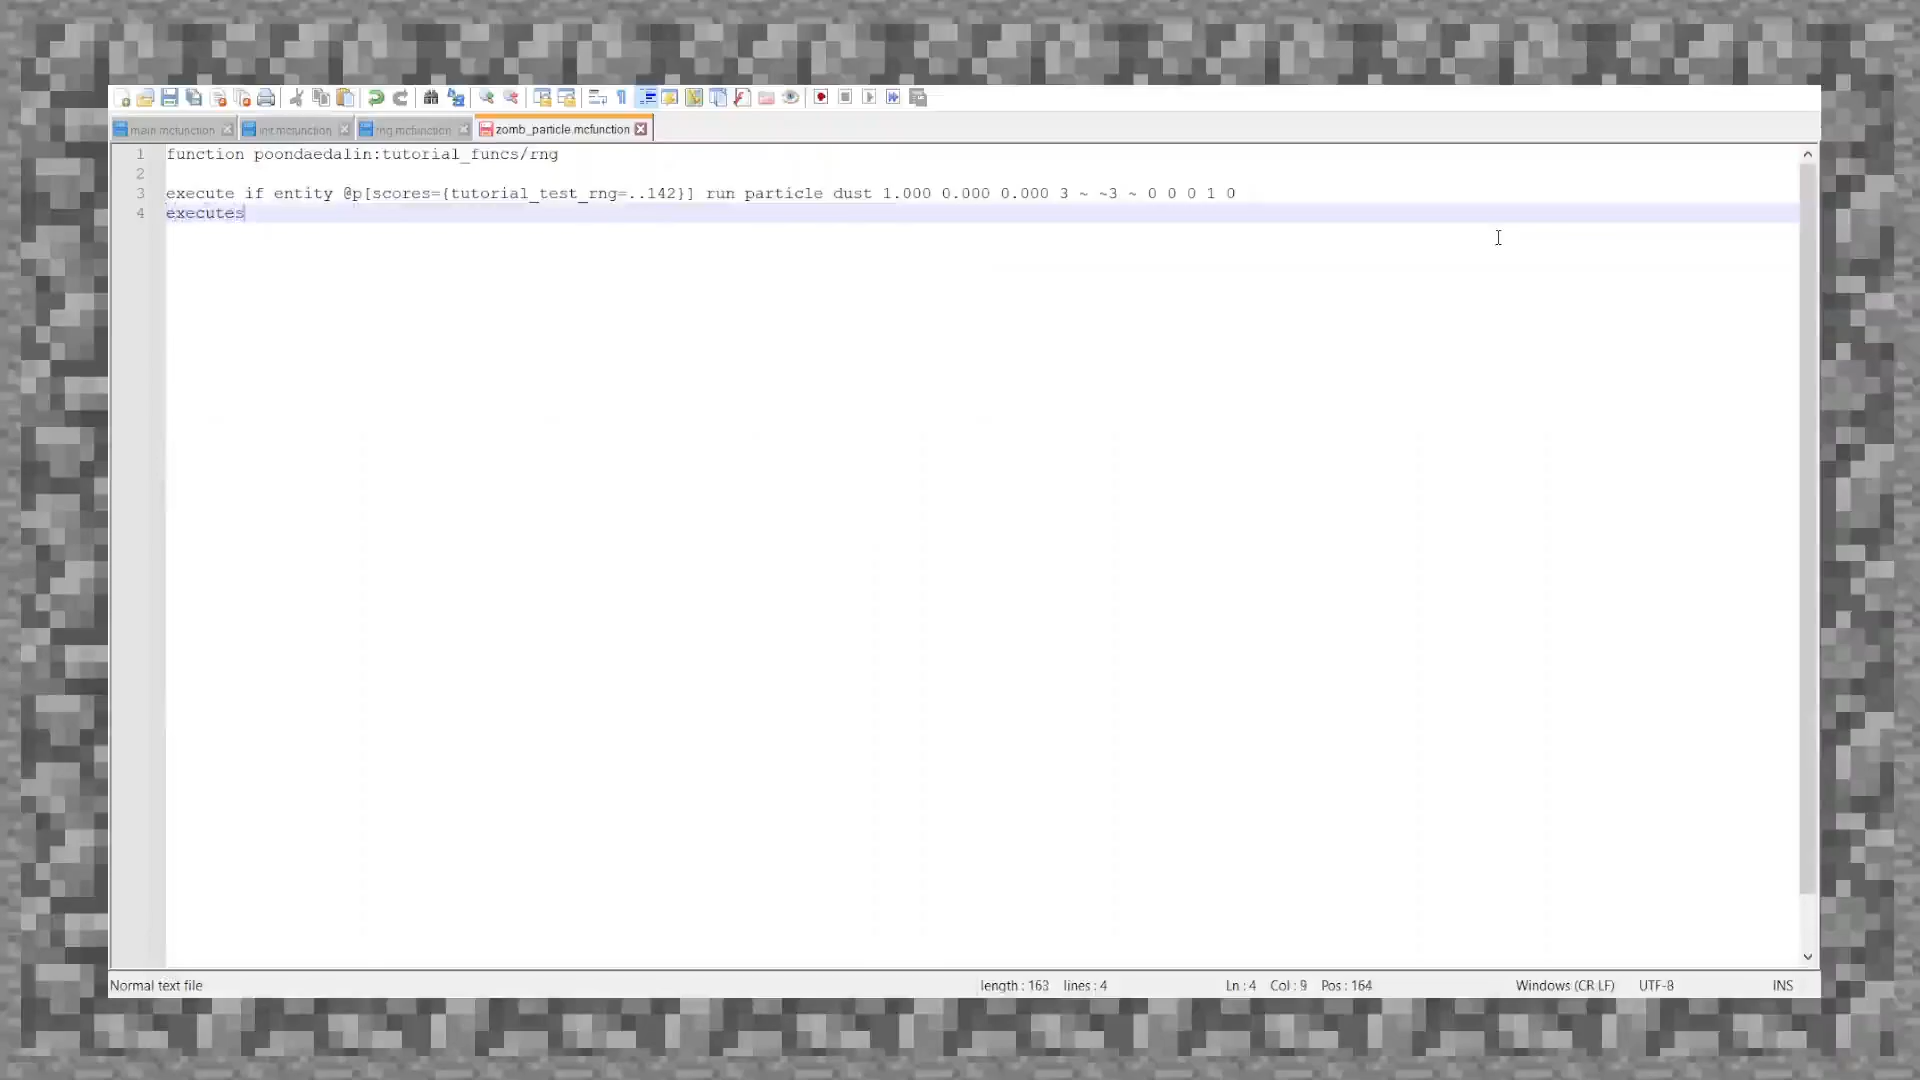 main.mcfunction init.mcfunction rng.mcfunction zomb_particle.mcfunction
1 function poondaedalin:tutorial_funcs/rng
2
3 execute if entity @p[scores={tutorial_test_rng=..142}] run particle dust 1.000 0.000 0.000 3 ~ ~3 ~ 0 0 0 1 0
4 executes
Normal text file length : 163 lines : 4 Ln : 4 Col : 9 Pos : 164 Windows (CR LF) UTF-8 INS